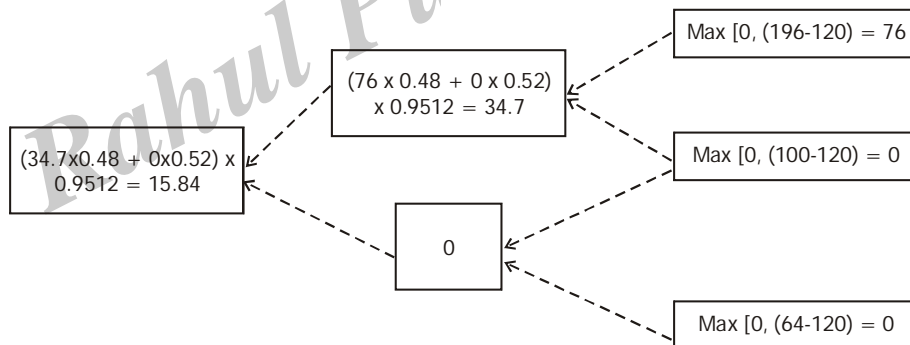 Max [0, (196-120) = 76
(76 x 0.48 + 0 x 0.52)
x 0.9512 = 34.7
(34.7x0.48 + 0x0.52) x
0.9512 = 15.84
Max [0, (100-120) = 0
0
Max [0, (64-120) = 0
Rahul